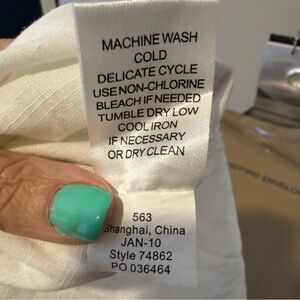 MACHINE WASH
COLD
DELICATE CYCLE
USE NON-CHLORINE
BLEACH IF NEEDED
TUMBLE DRY LOW
COOL IRON
IF NECESSARY
OR DRY CLEAN
563
Shanghai, China
JAN-10
Style 74862
PO 036464